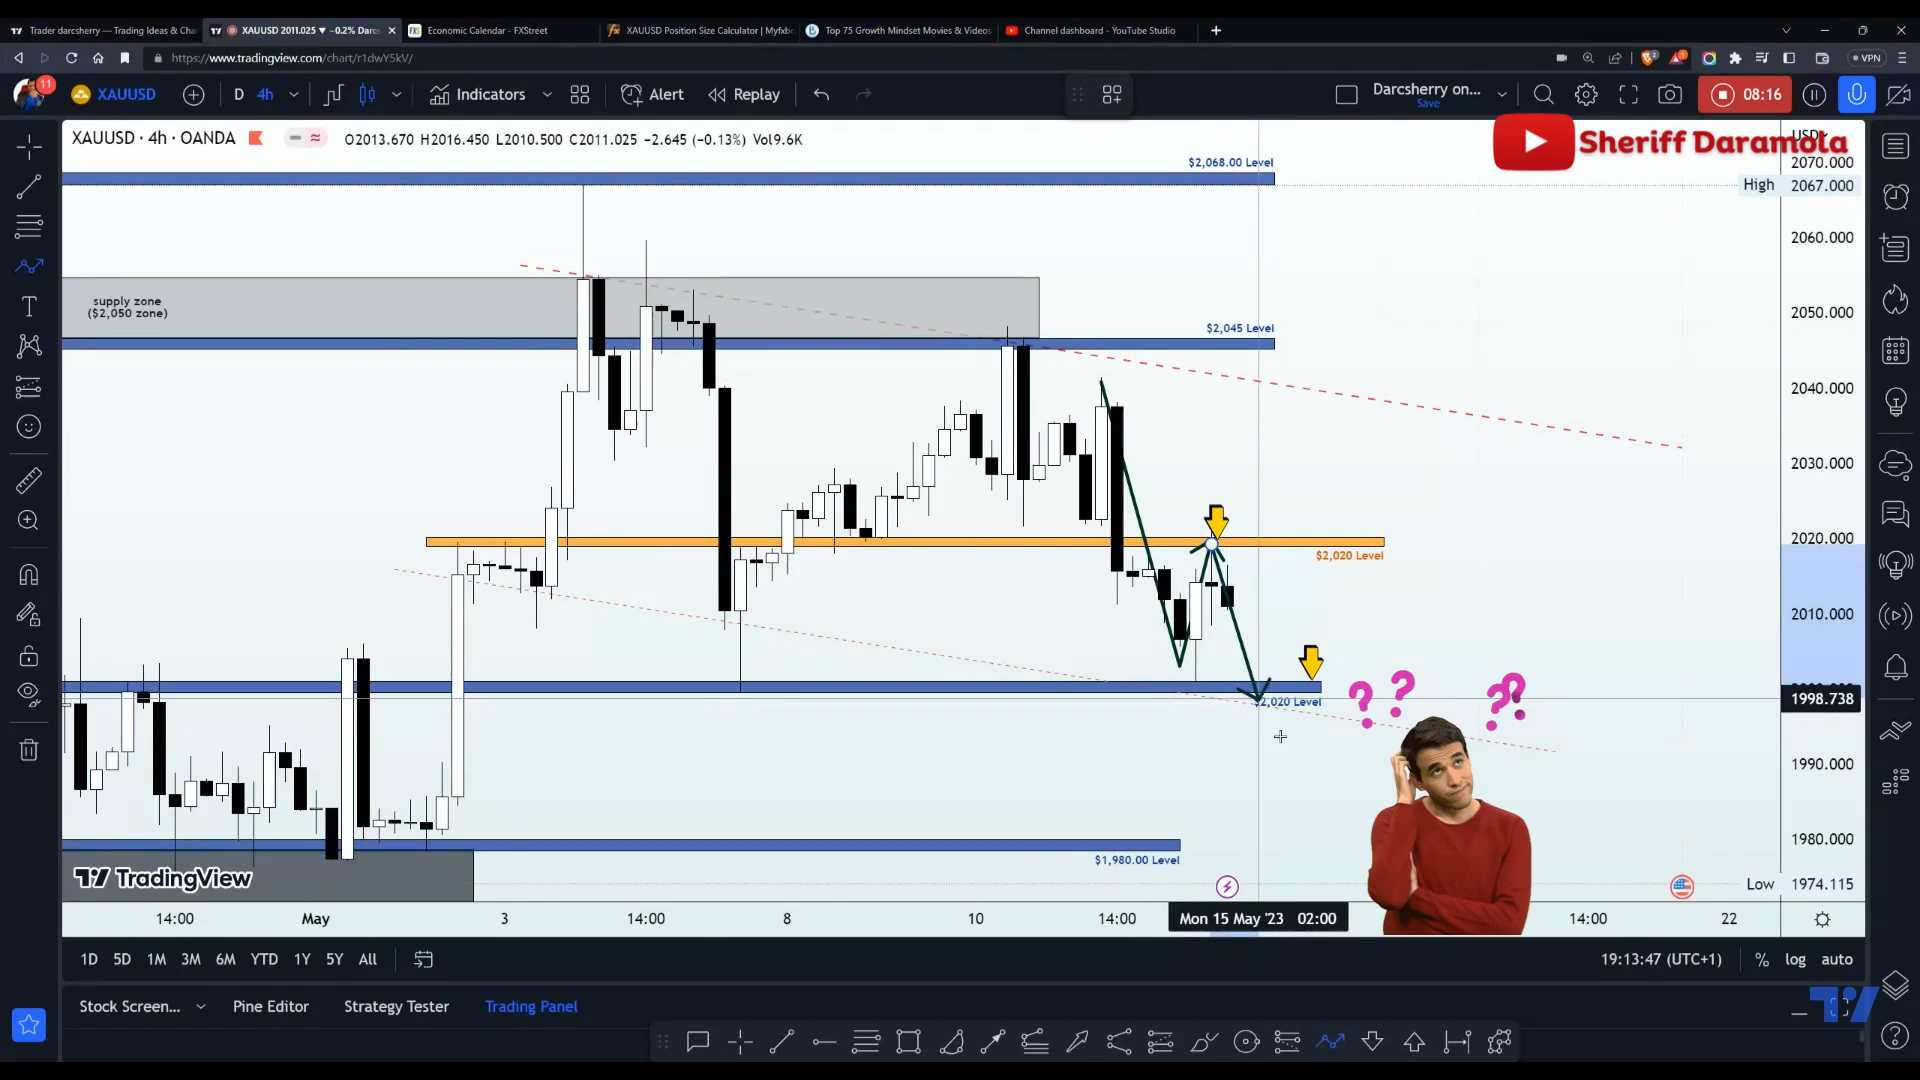 Trader darcsherry — Trading Ideas & Cha
XAUUSD 2011.025 ▼ −0.2% Darcs
Economic Calendar - FXStreet
XAUUSD Position Size Calculator | Myfxbo
Top 75 Growth Mindset Movies & Videos
Channel dashboard - YouTube Studio
https://www.tradingview.com/chart/r1dwY5kV/
VPN
11
XAUUSD
D
4h
Indicators
Alert
Replay
Darcsherry on...
Save
08:16
XAUUSD · 4h · OANDA
O2013.670 H2016.450 L2010.500 C2011.025 −2.645 (−0.13%) Vol9.6K
Sheriff Daramola
$2,068.00 Level
2070.000
High 2067.000
2060.000
supply zone
($2,050 zone)
2050.000
$2,045 Level
2040.000
2030.000
2020.000
$2,020 Level
2010.000
$2,020 Level
1998.738
1990.000
1980.000
$1,980.00 Level
TradingView
Low 1974.115
14:00
May
3
14:00
8
10
14:00
Mon 15 May '23 02:00
14:00
22
1D
5D
1M
3M
6M
YTD
1Y
5Y
All
19:13:47 (UTC+1)
%
log
auto
Stock Screen...
Pine Editor
Strategy Tester
Trading Panel